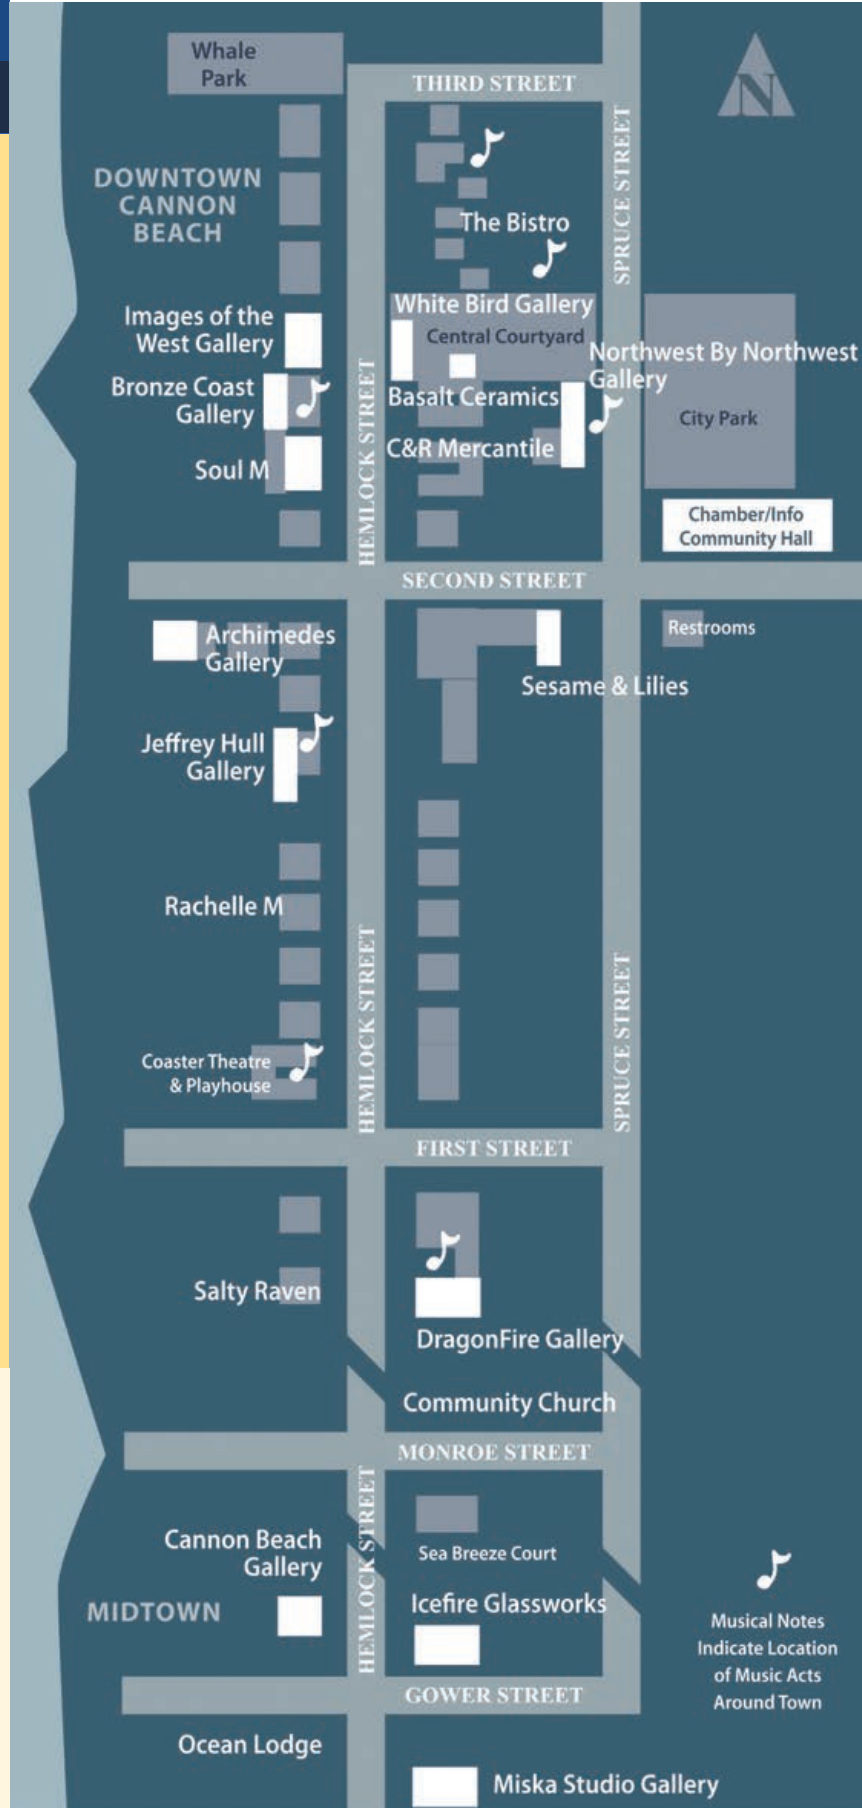 Whale
Park
THIRD STREET
N
SPRUCE STREET
DOWNTOWN
CANNON
BEACH
The Bistro
Images of the
West Gallery
White Bird Gallery
Central Courtyard
Northwest By Northwest
Gallery
Bronze Coast
Gallery
Basalt Ceramics
City Park
HEMLOCK STREET
Soul M
C&R Mercantile
Chamber/Info
Community Hall
SECOND STREET
Archimedes
Gallery
Restrooms
Sesame & Lilies
Jeffrey Hull
Gallery
Rachelle M
HEMLOCK STREET
SPRUCE STREET
Coaster Theatre
& Playhouse
FIRST STREET
Salty Raven
DragonFire Gallery
Community Church
MONROE STREET
HEMLOCK STREET
Cannon Beach
Gallery
Sea Breeze Court
MIDTOWN
Icefire Glassworks
Musical Notes
Indicate Location
of Music Acts
Around Town
GOWER STREET
Ocean Lodge
Miska Studio Gallery